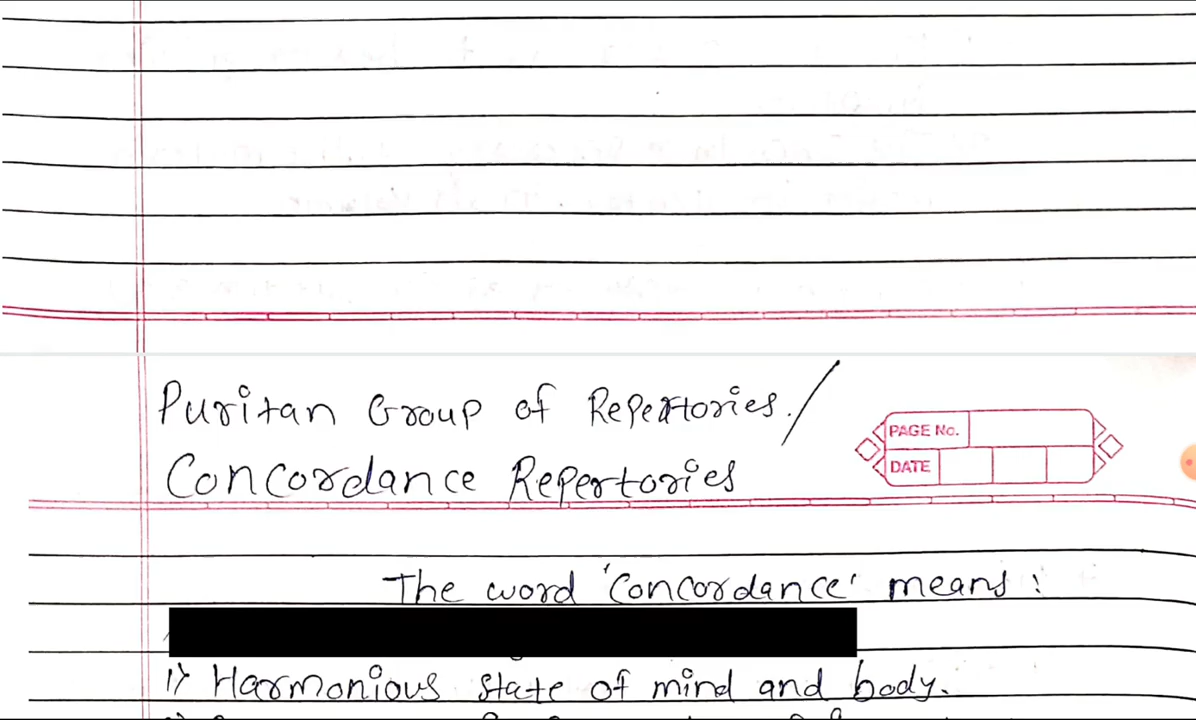 Puritan Group of Repertories./
PAGE No.
Concordance Repertories
DATE
The word 'Concordance' means :
1) Harmonious state of mind and body.